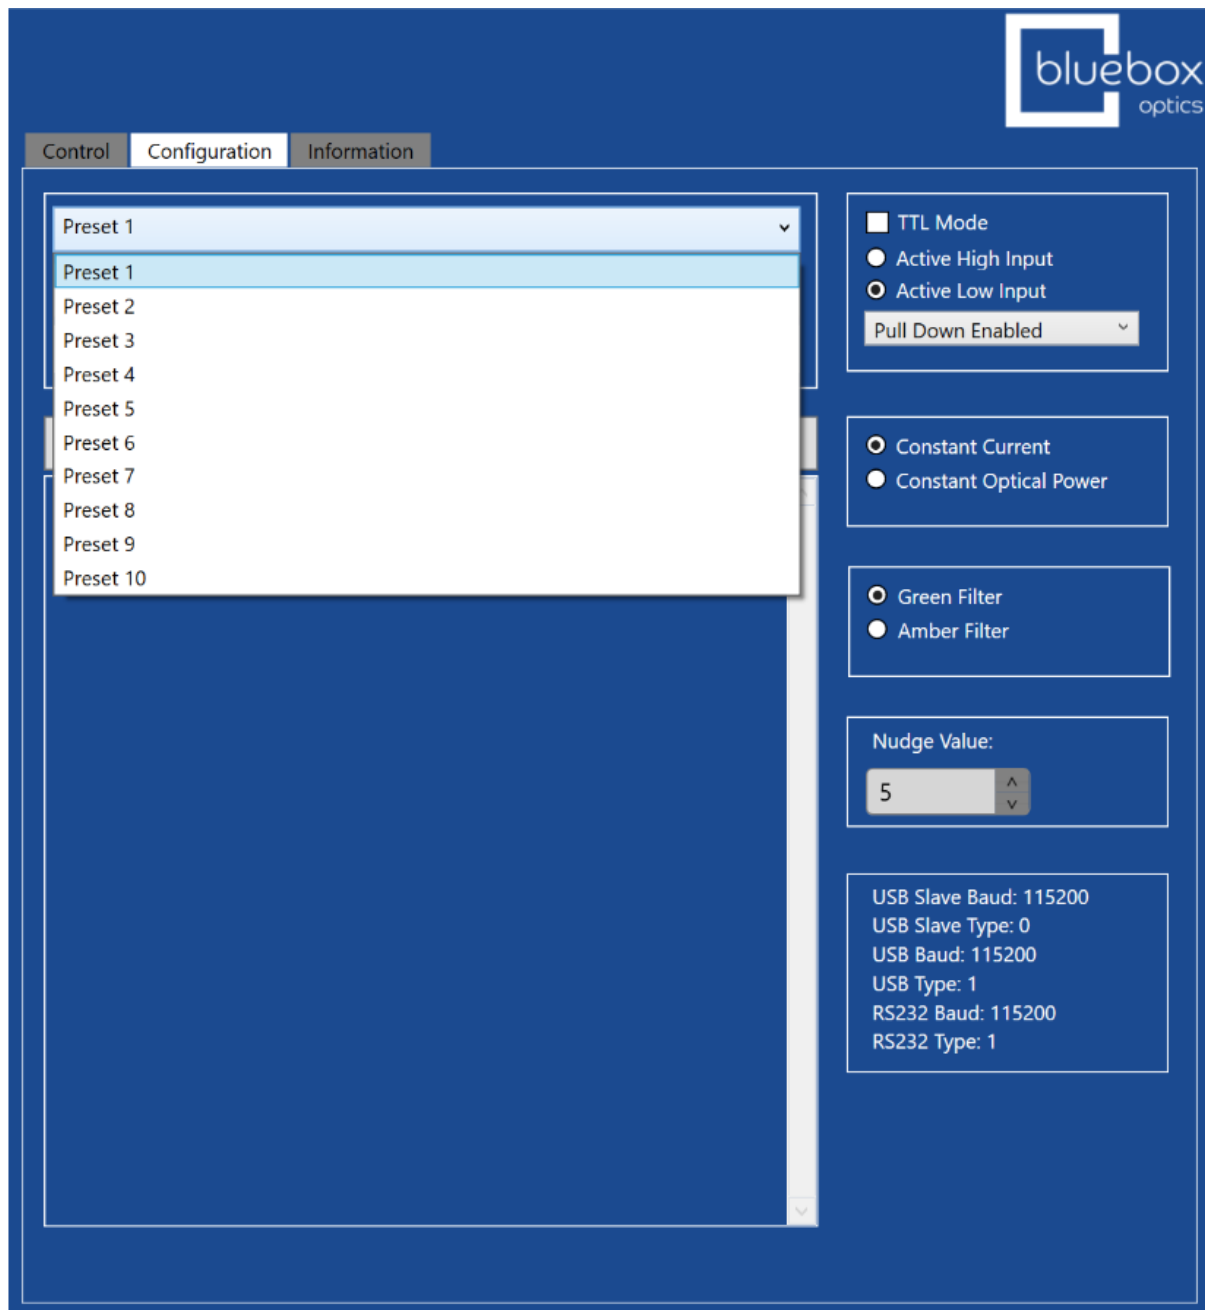 bluebox
optics
Control
Configuration
Information
Preset 1
Preset 1
Preset 2
Preset 3
Preset 4
Preset 5
Preset 6
Preset 7
Preset 8
Preset 9
Preset 10
TTL Mode
Active High Input
Active Low Input
Pull Down Enabled
Constant Current
Constant Optical Power
Green Filter
Amber Filter
Nudge Value:
5
USB Slave Baud: 115200
USB Slave Type: 0
USB Baud: 115200
USB Type: 1
RS232 Baud: 115200
RS232 Type: 1